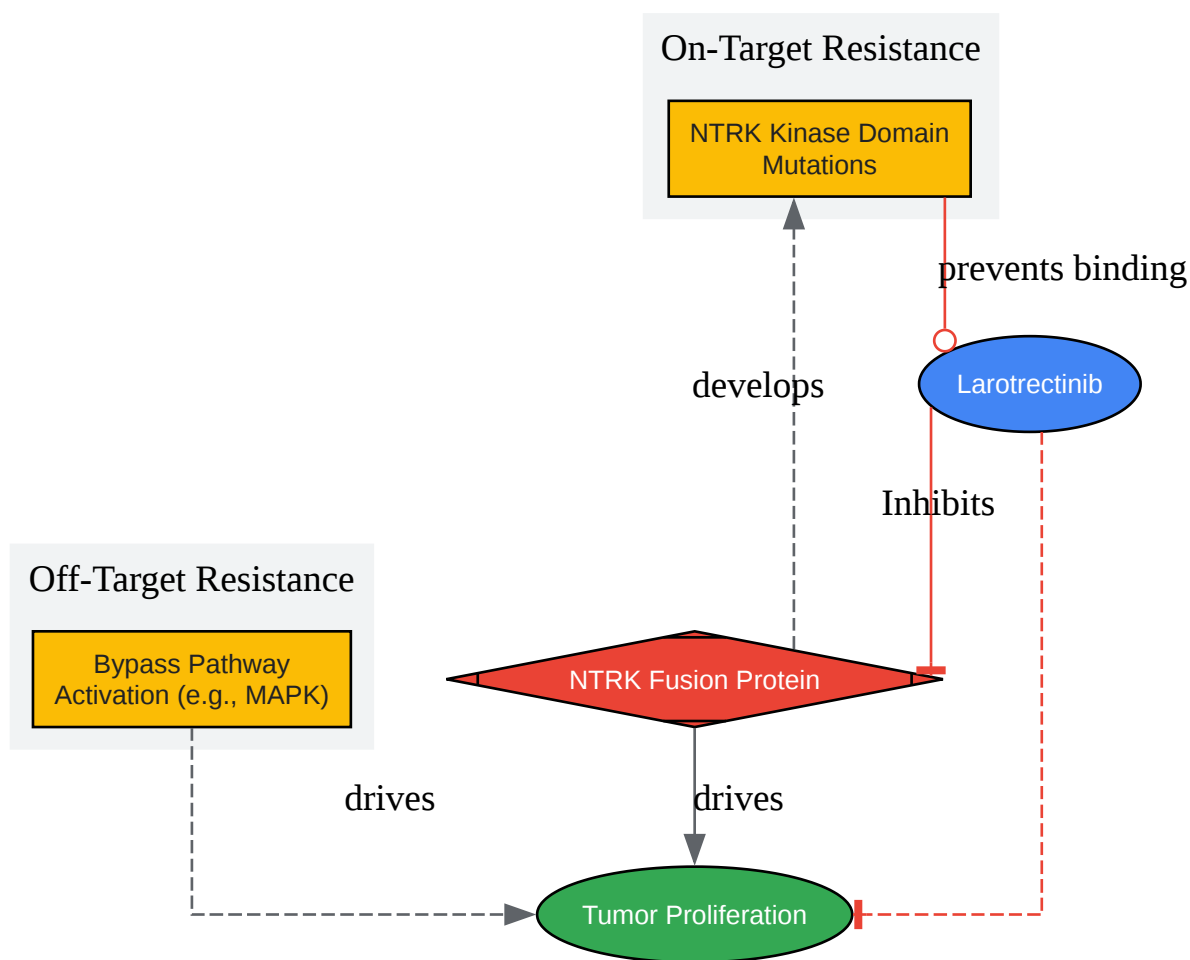 On-Target Resistance
NTRK Kinase Domain
Mutations
prevents binding
Larotrectinib
develops
Inhibits
Off-Target Resistance
Bypass Pathway
Activation (e.g., MAPK)
NTRK Fusion Protein
drives
drives
Tumor Proliferation